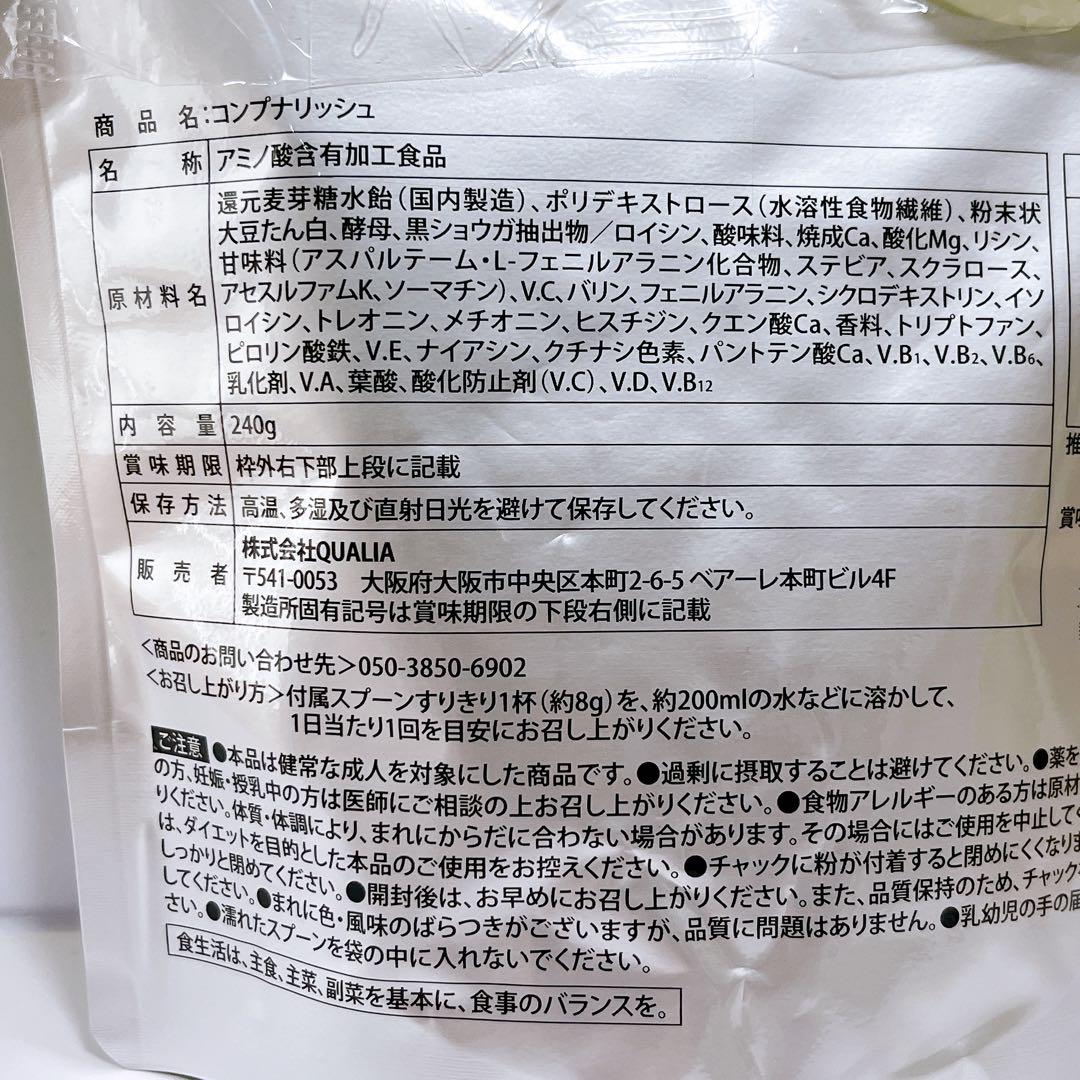 商品名:コンプナリッシュ
名称 アミノ酸含有加工食品
原材料名 還元麦芽糖水飴(国内製造)、ポリデキストロース(水溶性食物繊維)、粉末状
大豆たん白、酵母、黒ショウガ抽出物/ロイシン、酸味料、焼成Ca、酸化Mg、リシン、
甘味料(アスパルテーム・L-フェニルアラニン化合物、ステビア、スクラロース、
アセスルファムK、ソーマチン)、V.C、バリン、フェニルアラニン、シクロデキストリン、イソ
ロイシン、トレオニン、メチオニン、ヒスチジン、クエン酸Ca、香料、トリプトファン、
ピロリン酸鉄、V.E、ナイアシン、クチナシ色素、パントテン酸Ca、V.B1、V.B2、V.B6、
乳化剤、V.A、葉酸、酸化防止剤(V.C)、V.D、V.B12
内容量 240g
賞味期限 枠外右下部上段に記載
保存方法 高温、多湿及び直射日光を避けて保存してください。
販売者 株式会社QUALIA
〒541-0053 大阪府大阪市中央区本町2-6-5 ベアーレ本町ビル4F
製造所固有記号は賞味期限の下段右側に記載
<商品のお問い合わせ先>050-3850-6902
<お召し上がり方>付属スプーンすりきり1杯(約8g)を、約200mlの水などに溶かして、
1日当たり1回を目安にお召し上がりください。
ご注意 ●本品は健常な成人を対象にした商品です。●過剰に摂取することは避けてください。●薬を
の方、妊娠・授乳中の方は医師にご相談の上お召し上がりください。●食物アレルギーのある方は原材
りください。体質・体調により、まれにからだに合わない場合があります。その場合にはご使用を中止して
は、ダイエットを目的とした本品のご使用をお控えください。●チャックに粉が付着すると閉めにくくなりま
しっかりと閉めてください。●開封後は、お早めにお召し上がりください。また、品質保持のため、チャック
してください。●まれに色・風味のばらつきがございますが、品質に問題はありません。●乳幼児の手の届
さい。●濡れたスプーンを袋の中に入れないでください。
食生活は、主食、主菜、副菜を基本に、食事のバランスを。
推
賞味